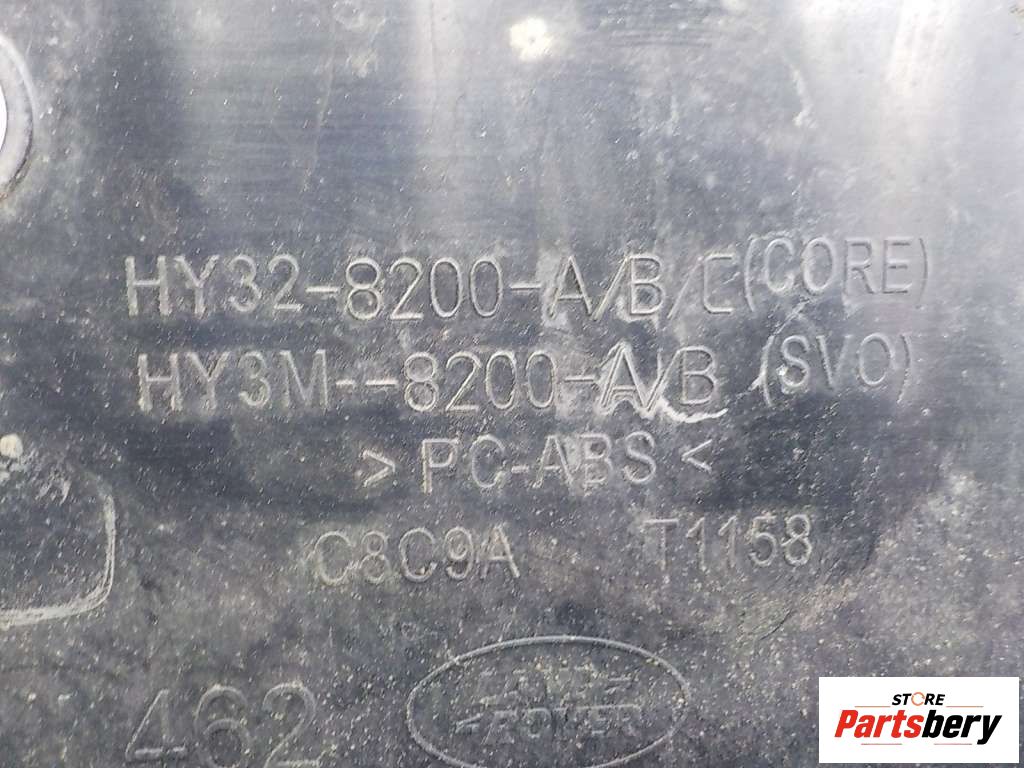 HY32-8200-A/B/C (CORE)
HY3M--8200-A/B (SVO)
> PC-ABS <
C8C9A T1158
462
LAND
ROVER
STORE
Partsbery